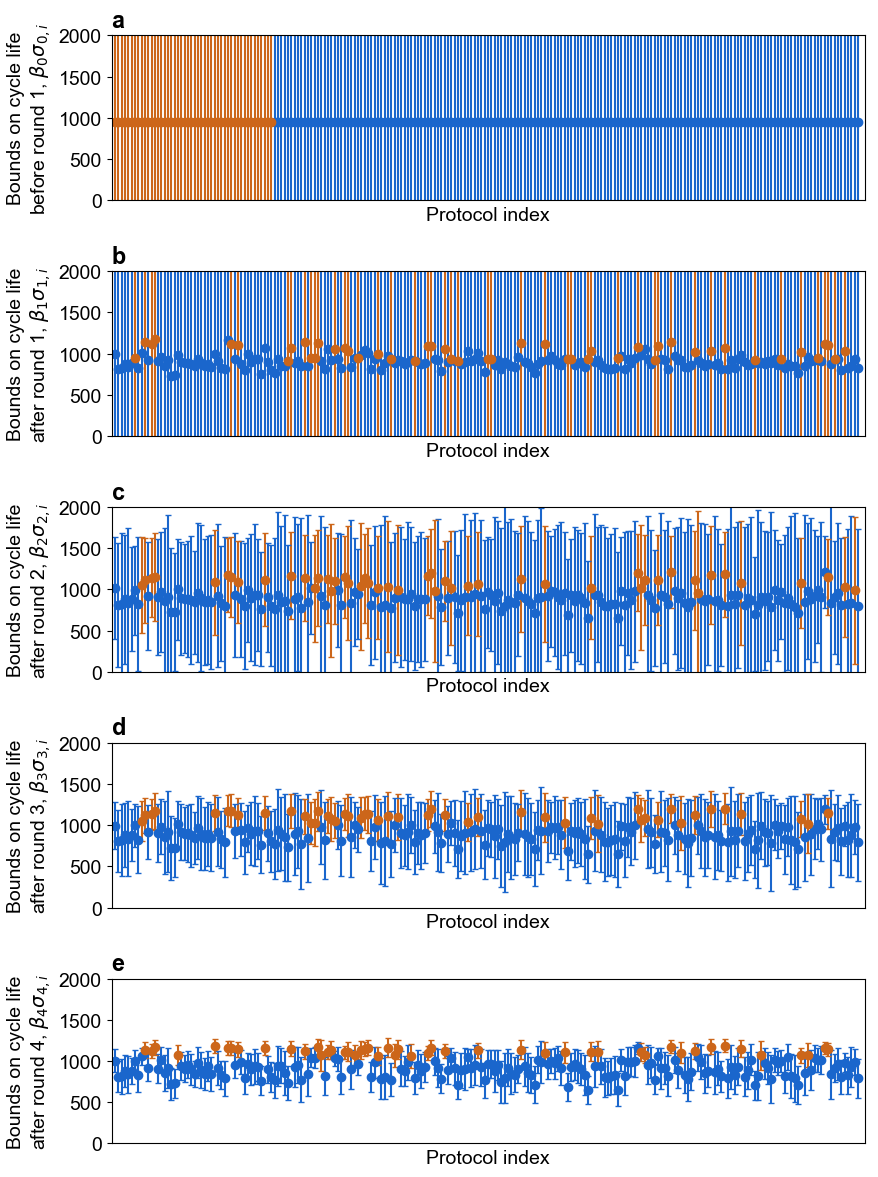 a
Bounds on cycle life
before round 1, β₀σ₀,ᵢ
2000
1500
1000
500
0
Protocol index
b
Bounds on cycle life
after round 1, β₁σ₁,ᵢ
2000
1500
1000
500
0
Protocol index
c
Bounds on cycle life
after round 2, β₂σ₂,ᵢ
2000
1500
1000
500
0
Protocol index
d
Bounds on cycle life
after round 3, β₃σ₃,ᵢ
2000
1500
1000
500
0
Protocol index
e
Bounds on cycle life
after round 4, β₄σ₄,ᵢ
2000
1500
1000
500
0
Protocol index